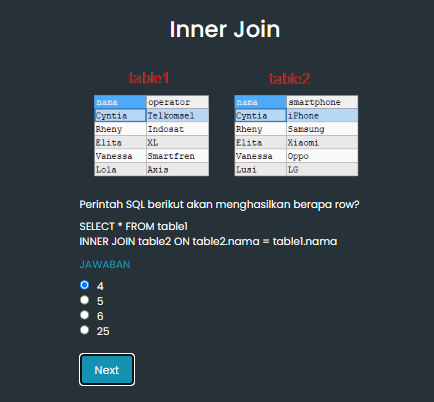 Inner Join
table1 table2
nama operator nama smartphone
Cyntia Telkomsel Cyntia iPhone
Rheny Indosat Rheny Samsung
Elita XL Elita Xiaomi
Vanessa Smartfren Vanessa Oppo
Lola Axis Lusi LG
Perintah SQL berikut akan menghasilkan berapa row?
SELECT * FROM table1
INNER JOIN table2 ON table2.nama = table1.nama
JAWABAN
4
5
6
25
Next